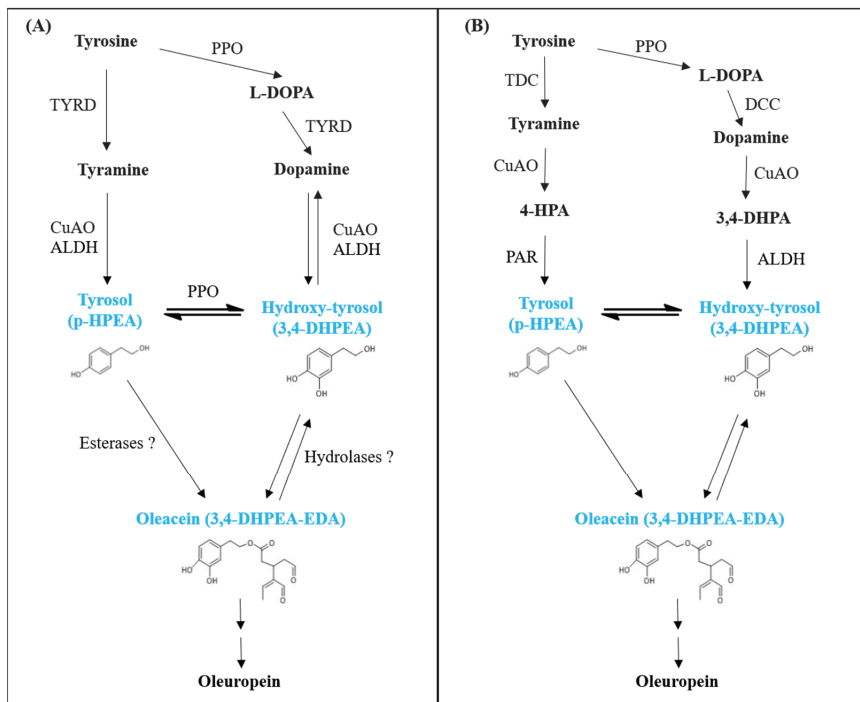 (A)
Tyrosine
PPO
L-DOPA
TYRD
TYRD
Tyramine
Dopamine
CuAO
ALDH
CuAO
ALDH
Tyrosol
(p-HPEA)
PPO
Hydroxy-tyrosol
(3,4-DHPEA)
HO
OH
HO
OH
OH
Esterases ?
Hydrolases ?
Oleacein (3,4-DHPEA-EDA)
HO
OH
O
O
O
O
Oleuropein
(B)
Tyrosine
PPO
TDC
L-DOPA
DCC
Tyramine
Dopamine
CuAO
CuAO
4-HPA
3,4-DHPA
PAR
ALDH
Tyrosol
(p-HPEA)
Hydroxy-tyrosol
(3,4-DHPEA)
HO
OH
HO
OH
OH
Oleacein (3,4-DHPEA-EDA)
HO
OH
O
O
O
O
Oleuropein